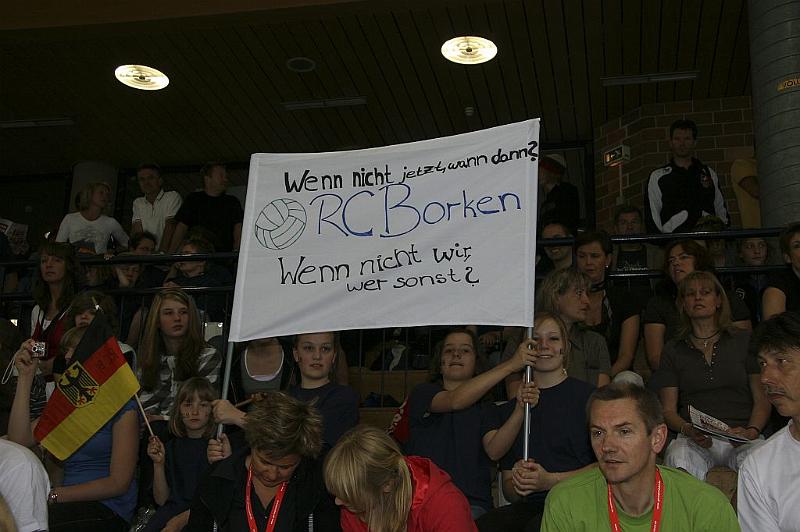 Wenn nicht jetzt, wann dann?
RC Borken
Wenn nicht wir,
wer sonst?